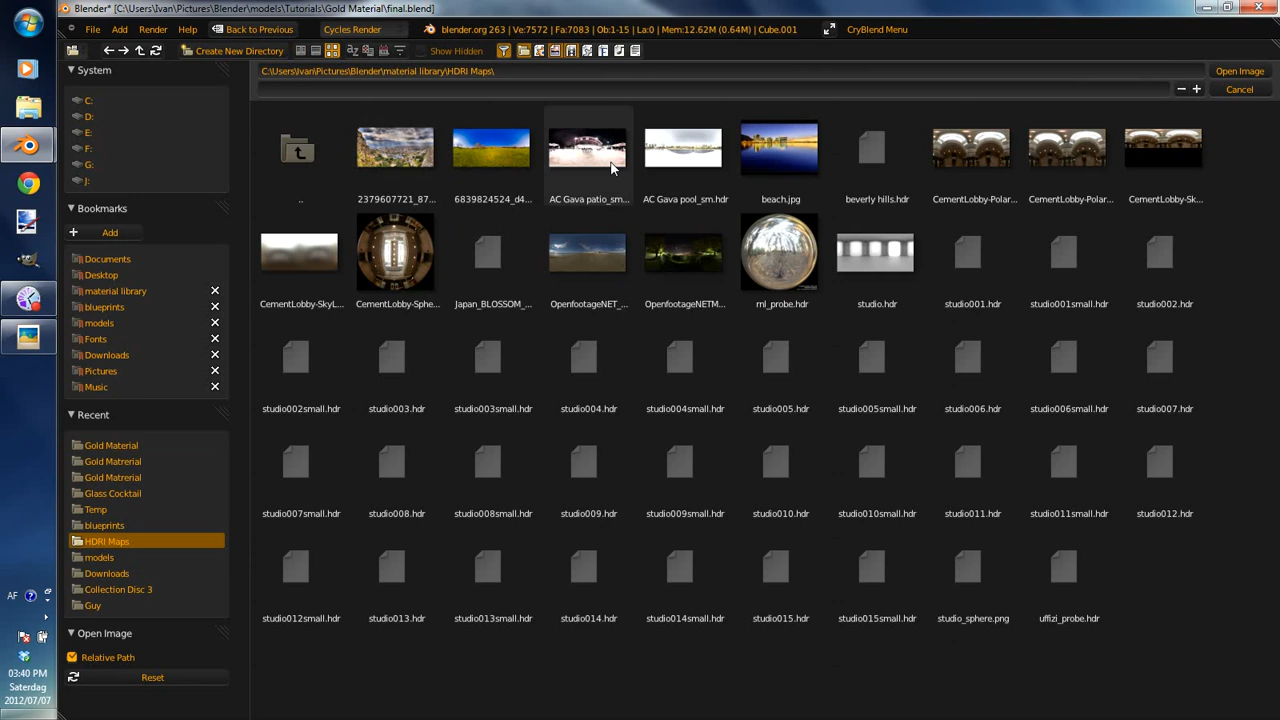 Blender* [C:\Users\Ivan\Pictures\Blender\models\Tutorials\Gold Material\final.blend]
File Add Render Help Back to Previous Cycles Render blender.org 263 | Ve:7572 | Fa:7083 | Ob:1-15 | La:0 | Mem:12.62M (0.64M) | Cube.001 CryBlend Menu
Create New Directory Show Hidden
System
C:
D:
E:
F:
G:
J:
Bookmarks
Add
Documents
Desktop
material library
blueprints
models
Fonts
Downloads
Pictures
Music
Recent
Gold Material
Gold Matrerial
Gold Matrerial
Glass Cocktail
Temp
blueprints
HDRI Maps
models
Downloads
Collection Disc 3
Guy
Open Image
Relative Path
Reset
C:\Users\Ivan\Pictures\Blender\material library\HDRI Maps\
Open Image
Cancel
.. 2379607721_87... 6839824524_d4... AC Gava patio_sm... AC Gava pool_sm.hdr beach.jpg beverly hills.hdr CementLobby-Polar... CementLobby-Polar... CementLobby-Sk...
CementLobby-SkyL... CementLobby-Sphe... Japan_BLOSSOM_... OpenfootageNET_... OpenfootageNETM... rnl_probe.hdr studio.hdr studio001.hdr studio001small.hdr studio002.hdr
studio002small.hdr studio003.hdr studio003small.hdr studio004.hdr studio004small.hdr studio005.hdr studio005small.hdr studio006.hdr studio006small.hdr studio007.hdr
studio007small.hdr studio008.hdr studio008small.hdr studio009.hdr studio009small.hdr studio010.hdr studio010small.hdr studio011.hdr studio011small.hdr studio012.hdr
studio012small.hdr studio013.hdr studio013small.hdr studio014.hdr studio014small.hdr studio015.hdr studio015small.hdr studio_sphere.png uffizi_probe.hdr
AF
03:40 PM
Saterdag
2012/07/07